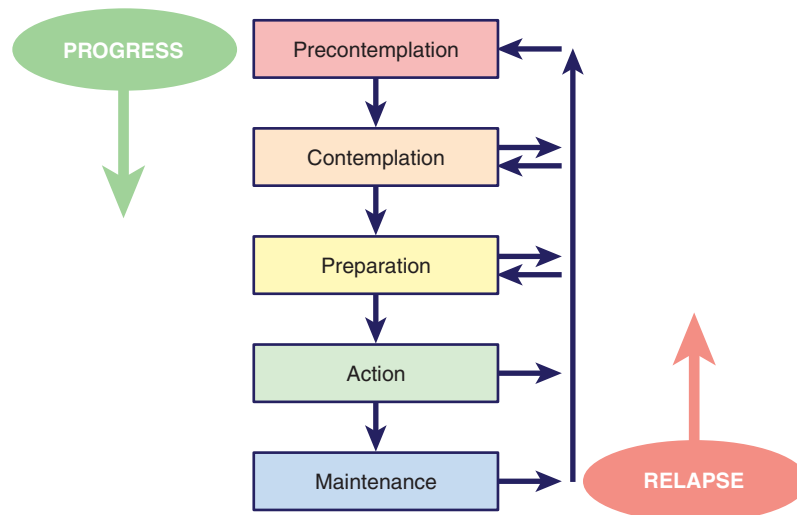 PROGRESS
Precontemplation
Contemplation
Preparation
Action
Maintenance
RELAPSE